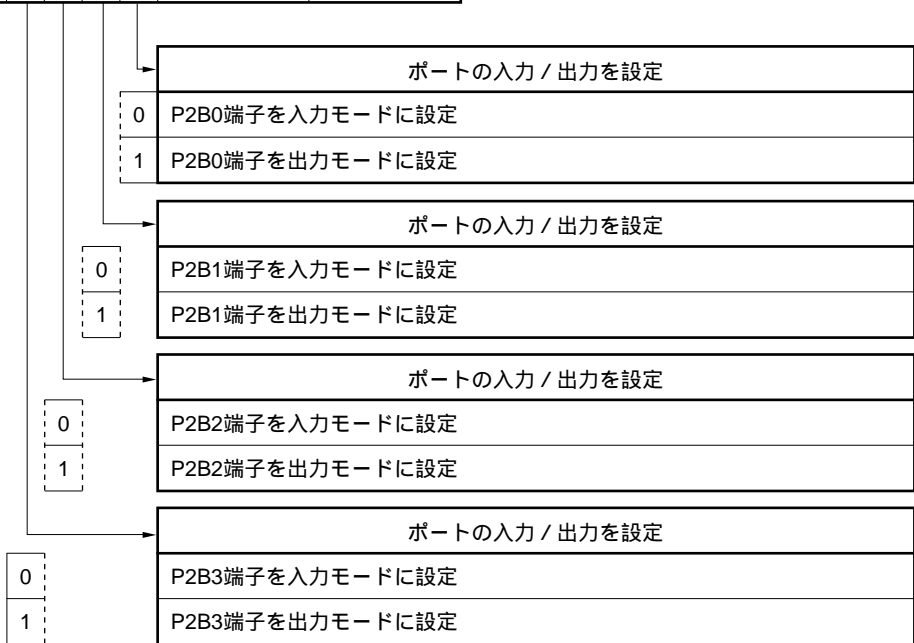 ポートの入力／出力を設定
0 P2B0端子を入力モードに設定
1 P2B0端子を出力モードに設定
ポートの入力／出力を設定
0 P2B1端子を入力モードに設定
1 P2B1端子を出力モードに設定
ポートの入力／出力を設定
0 P2B2端子を入力モードに設定
1 P2B2端子を出力モードに設定
ポートの入力／出力を設定
0 P2B3端子を入力モードに設定
1 P2B3端子を出力モードに設定